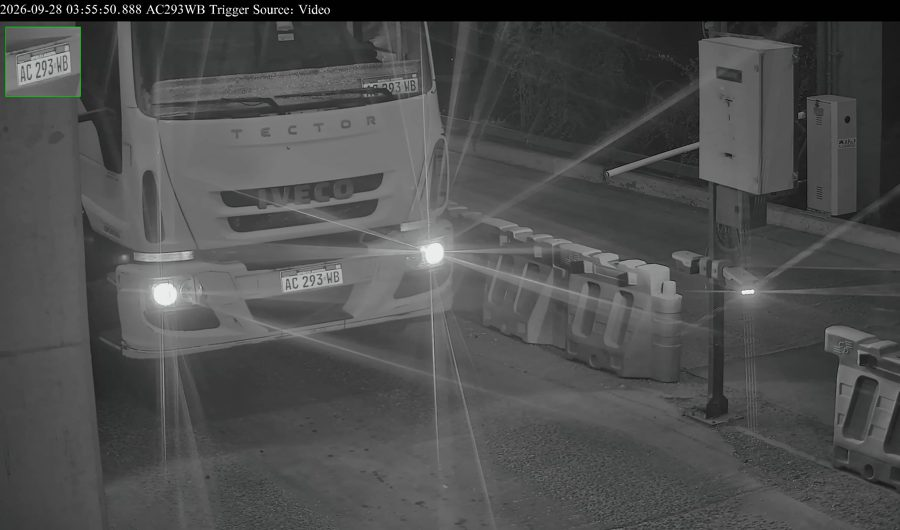 2026-09-28 03:55:50.888 AC293WB Trigger Source: Video
AC 293 WB
AC 293 WB
TECTOR
IVECO
AC 293 WB